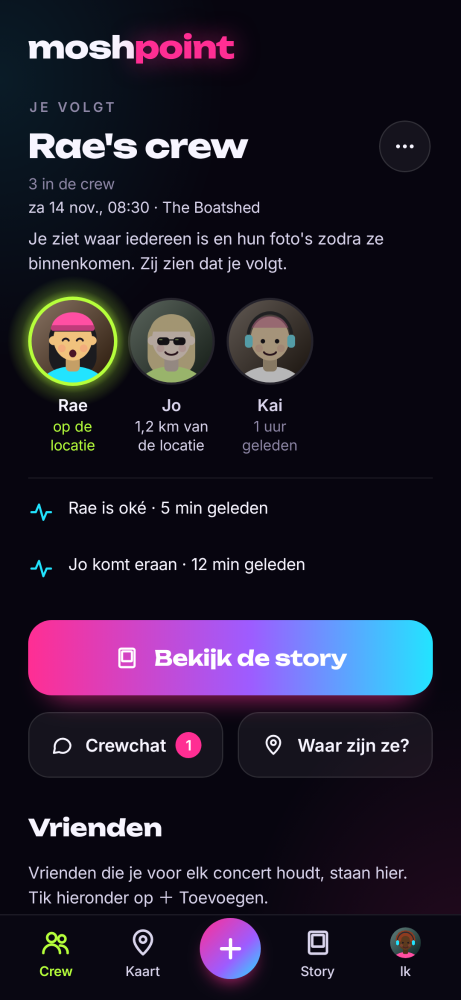 moshpoint
JE VOLGT
Rae's crew
3 in de crew
za 14 nov., 08:30 · The Boatshed
Je ziet waar iedereen is en hun foto's zodra ze
binnenkomen. Zij zien dat je volgt.
Rae
op de
locatie
Jo
1,2 km van
de locatie
Kai
1 uur
geleden
Rae is oké · 5 min geleden
Jo komt eraan · 12 min geleden
Bekijk de story
Crewchat 1
Waar zijn ze?
Vrienden
Vrienden die je voor elk concert houdt, staan hier.
Tik hieronder op + Toevoegen.
Crew
Kaart
Story
Ik